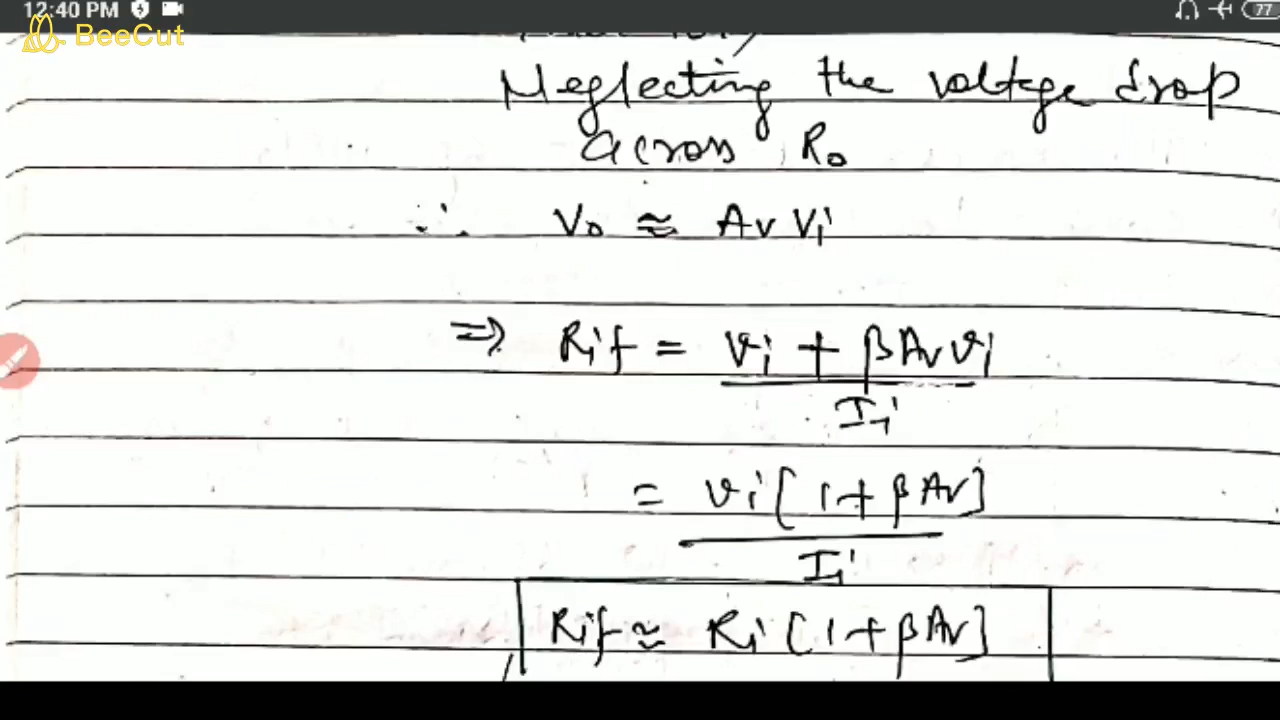 12:40 PM 77
BeeCut
Neglecting the voltage drop
across Ro
∴ Vo ≈ Av Vi
⇒ Rif = Vi + βAvVi
Ii
= Vi [1+βAv]
Ii
Rif ≈ Ri [1+βAv]